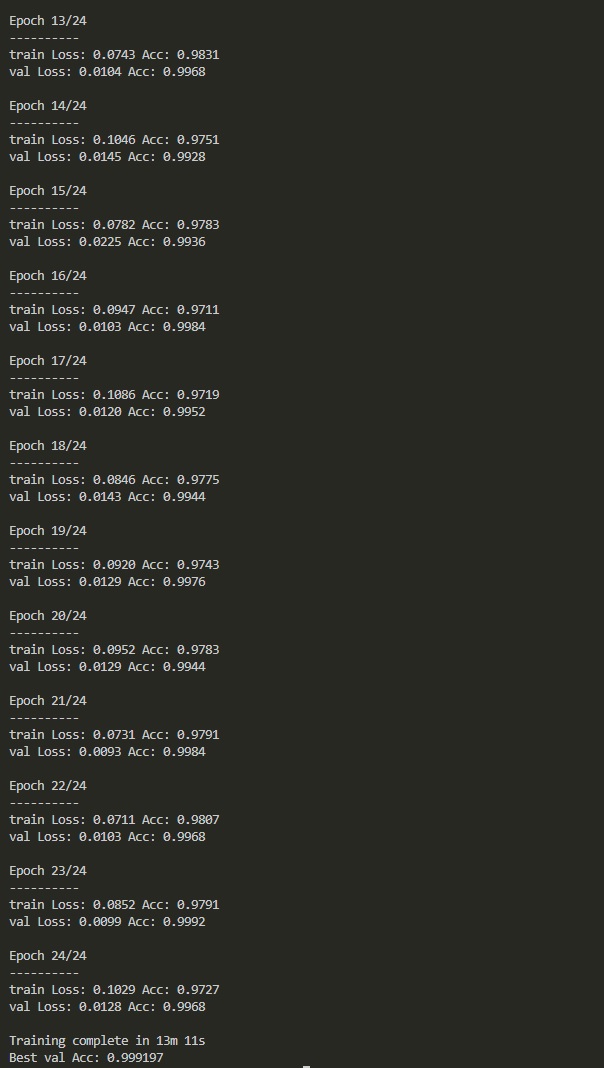 Epoch 13/24
----------
train Loss: 0.0743 Acc: 0.9831
val Loss: 0.0104 Acc: 0.9968
Epoch 14/24
----------
train Loss: 0.1046 Acc: 0.9751
val Loss: 0.0145 Acc: 0.9928
Epoch 15/24
----------
train Loss: 0.0782 Acc: 0.9783
val Loss: 0.0225 Acc: 0.9936
Epoch 16/24
----------
train Loss: 0.0947 Acc: 0.9711
val Loss: 0.0103 Acc: 0.9984
Epoch 17/24
----------
train Loss: 0.1086 Acc: 0.9719
val Loss: 0.0120 Acc: 0.9952
Epoch 18/24
----------
train Loss: 0.0846 Acc: 0.9775
val Loss: 0.0143 Acc: 0.9944
Epoch 19/24
----------
train Loss: 0.0920 Acc: 0.9743
val Loss: 0.0129 Acc: 0.9976
Epoch 20/24
----------
train Loss: 0.0952 Acc: 0.9783
val Loss: 0.0129 Acc: 0.9944
Epoch 21/24
----------
train Loss: 0.0731 Acc: 0.9791
val Loss: 0.0093 Acc: 0.9984
Epoch 22/24
----------
train Loss: 0.0711 Acc: 0.9807
val Loss: 0.0103 Acc: 0.9968
Epoch 23/24
----------
train Loss: 0.0852 Acc: 0.9791
val Loss: 0.0099 Acc: 0.9992
Epoch 24/24
----------
train Loss: 0.1029 Acc: 0.9727
val Loss: 0.0128 Acc: 0.9968
Training complete in 13m 11s
Best val Acc: 0.999197